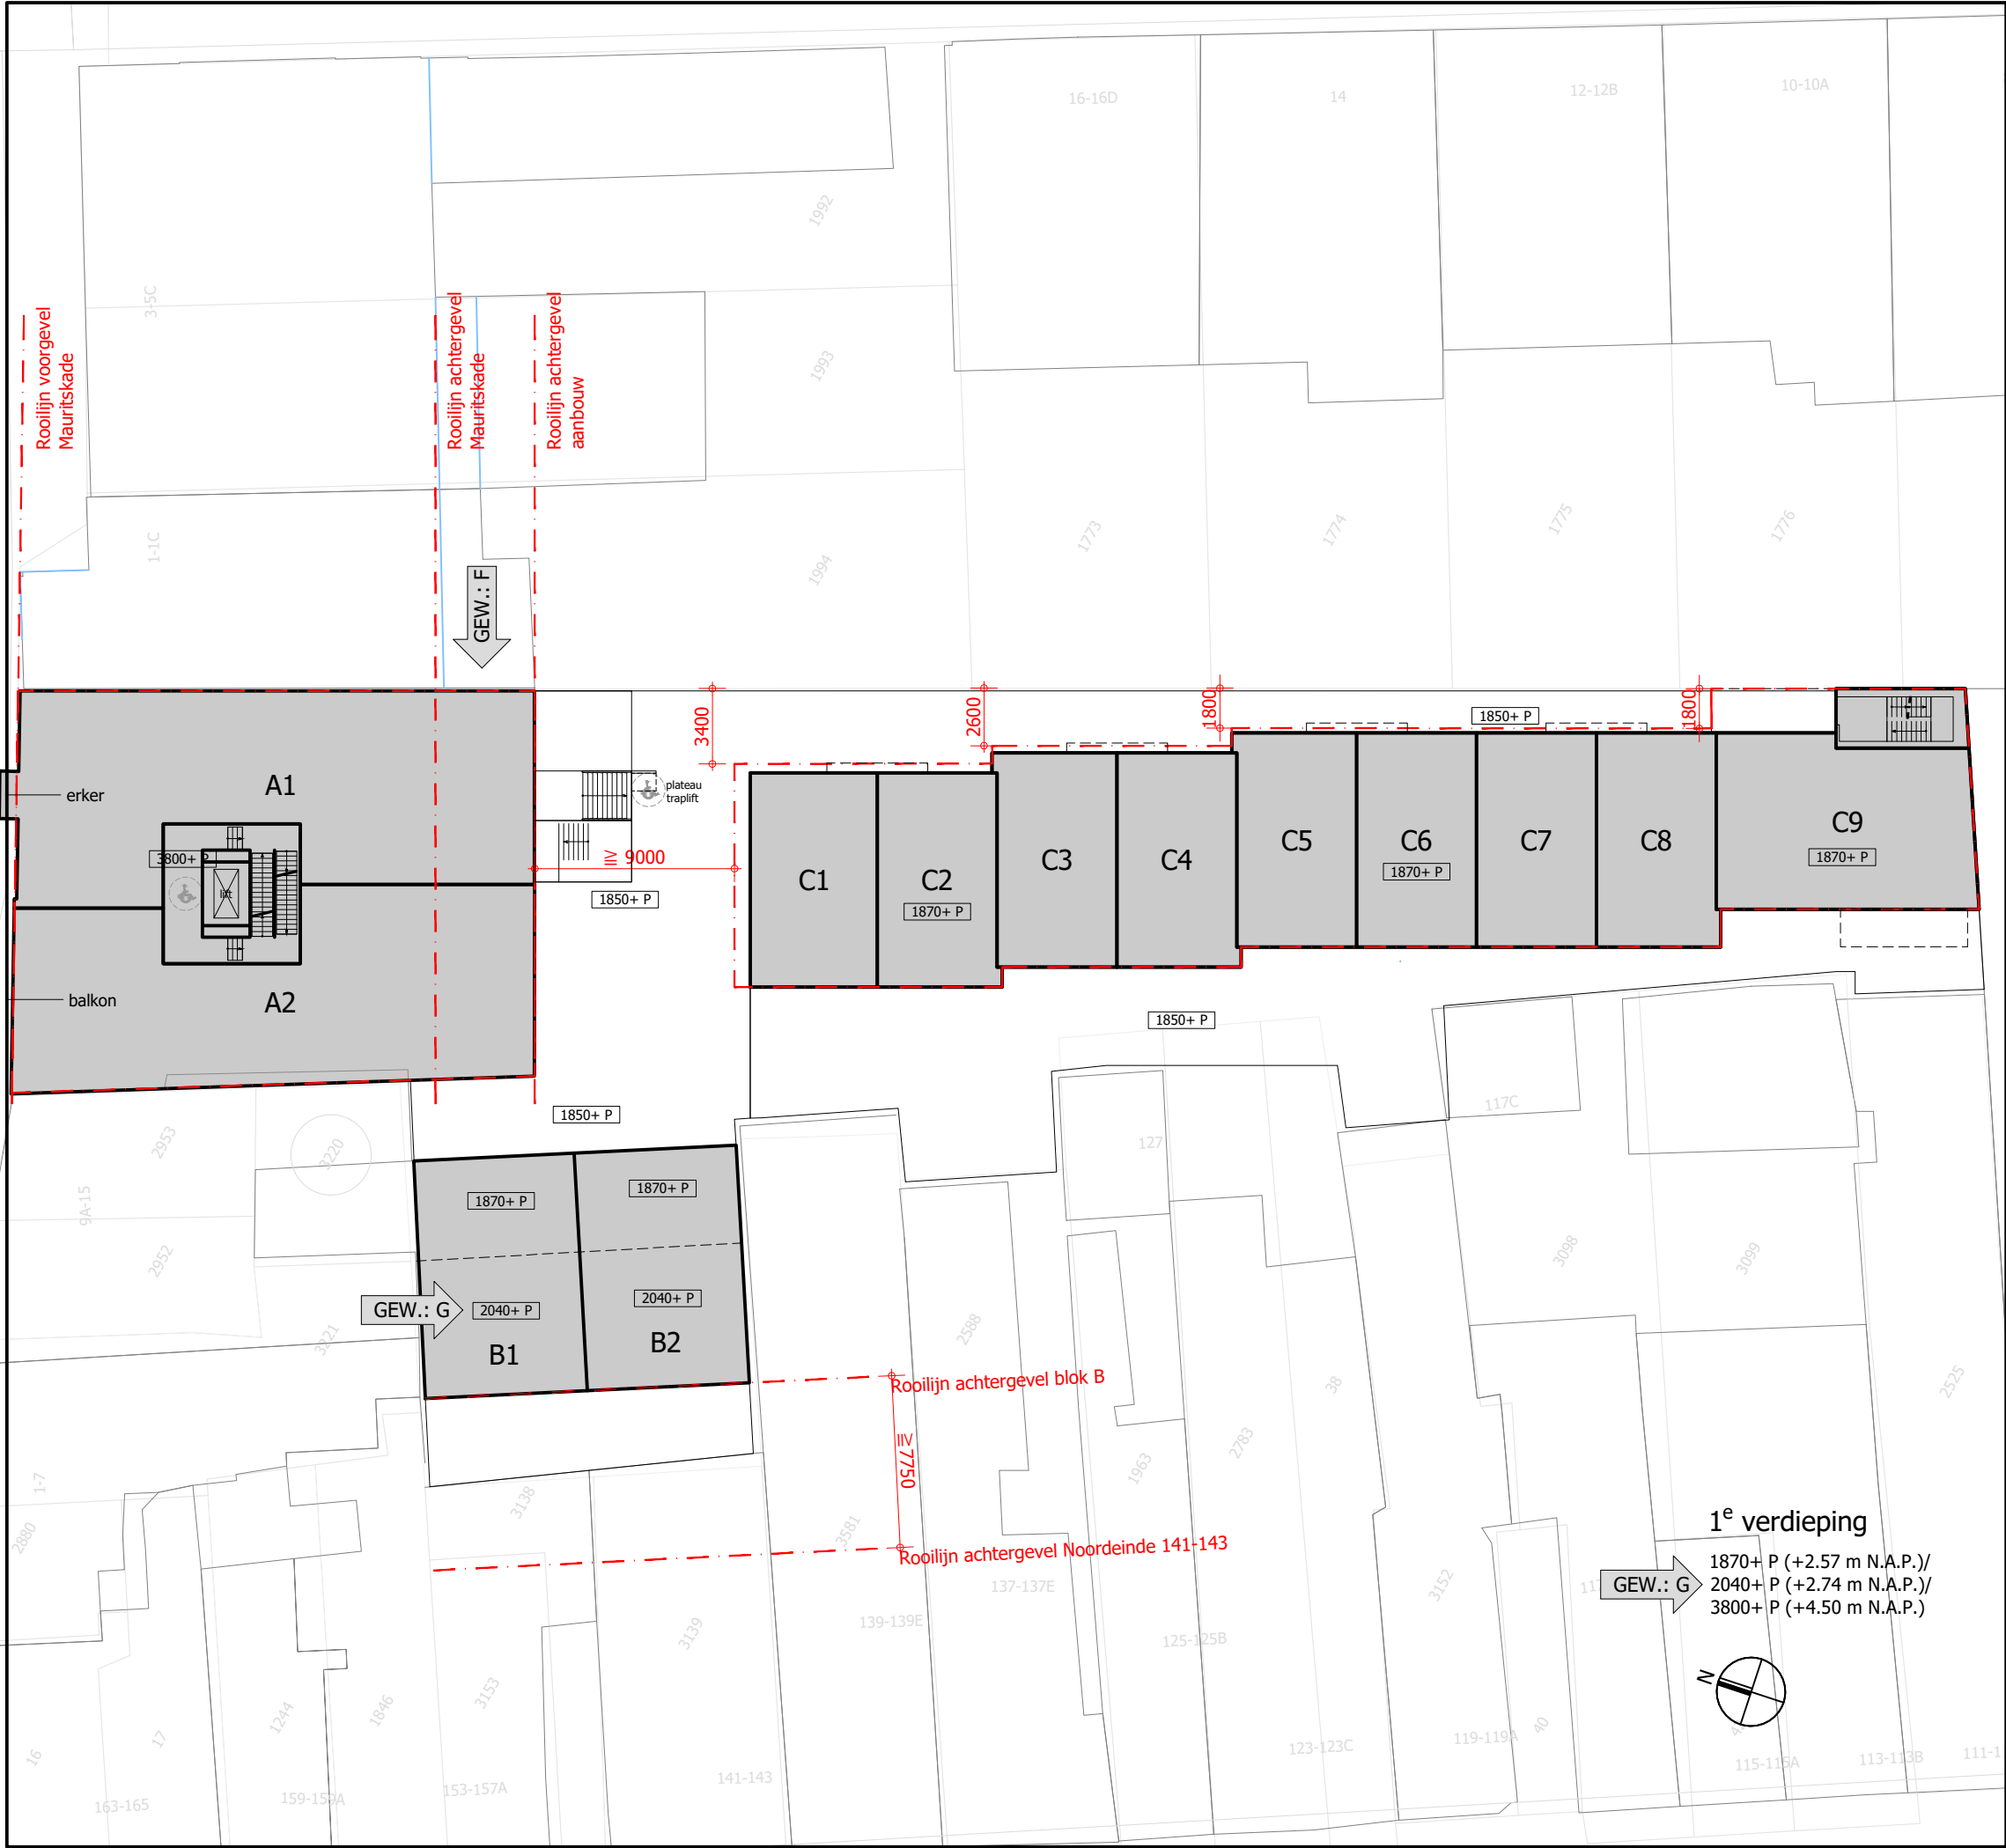 16-16D
14
12-12B
10-10A
1992
3-5C
Rooilijn voorgevel
Mauritskade
Rooilijn achtergevel
Mauritskade
Rooilijn achtergevel
aanbouw
1993
1-1C
1994
1773
1774
1775
1776
GEW.: F
3400
2600
1800
1850+ P
1800
A1
erker
plateau
traplift
3800+ P
lift
≥ 9000
1850+ P
C1
C2
1870+ P
C3
C4
C5
C6
1870+ P
C7
C8
C9
1870+ P
balkon
A2
1850+ P
1850+ P
117C
127
2953
3220
9A-15
2952
3221
1870+ P
1870+ P
GEW.: G
2040+ P
2040+ P
B1
B2
3098
3099
2588
38
2525
Rooilijn achtergevel blok B
≥ 7750
1-7
2880
3138
3581
1963
2783
Rooilijn achtergevel Noordeinde 141-143
1e verdieping
1870+ P (+2.57 m N.A.P.)/
GEW.: G
2040+ P (+2.74 m N.A.P.)/
3800+ P (+4.50 m N.A.P.)
137-137E
3152
139-139E
3139
125-125B
N
16
17
1244
1846
3153
40
163-165
159-159A
153-157A
141-143
123-123C
119-119A
115-115A
113-113B
111-1